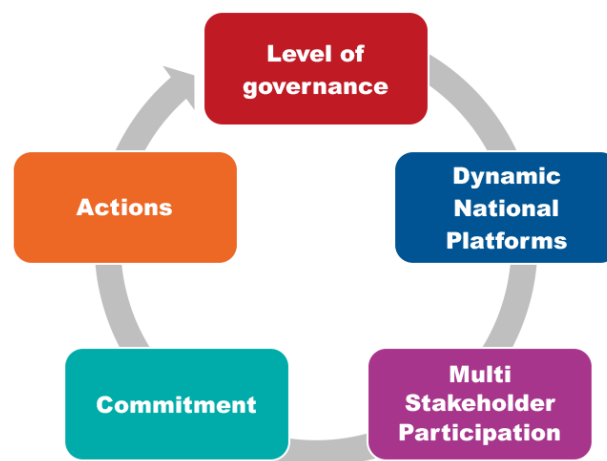 Level of
governance
Dynamic
National
Platforms
Multi
Stakeholder
Participation
Commitment
Actions